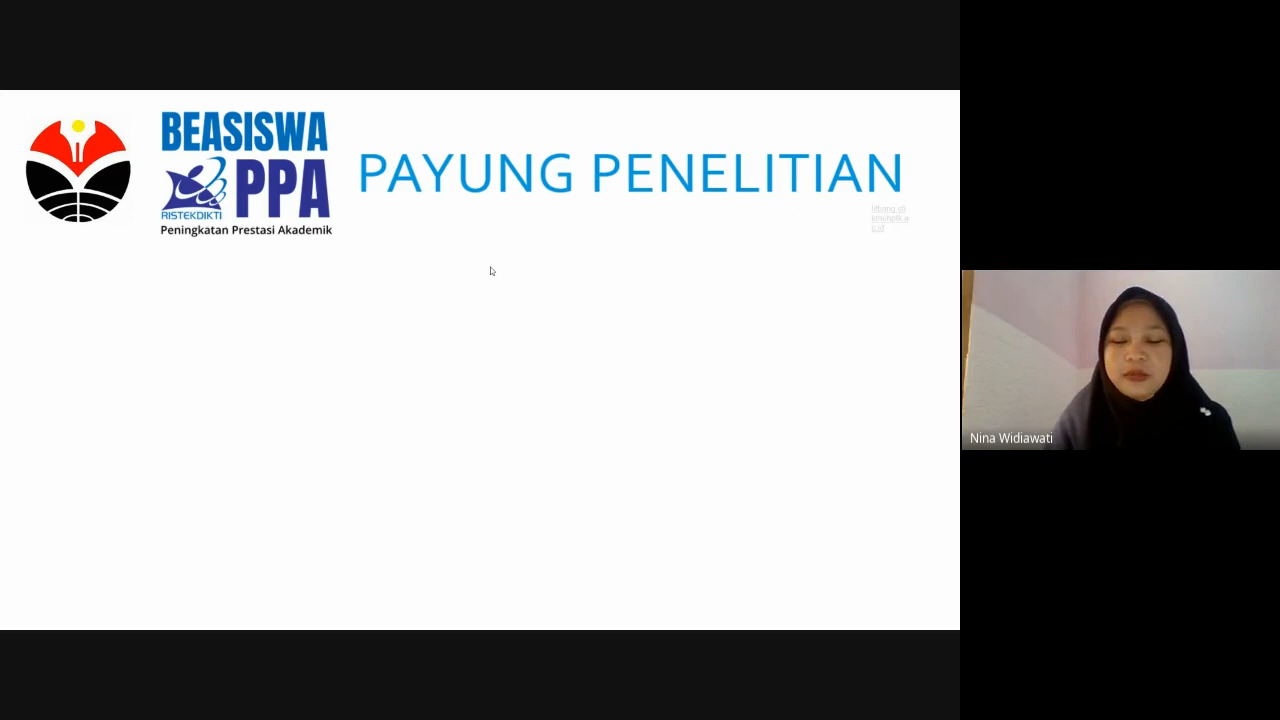 BEASISWA
RISTEKDIKTI PPA
Peningkatan Prestasi Akademik
PAYUNG PENELITIAN
Nina Widiawati